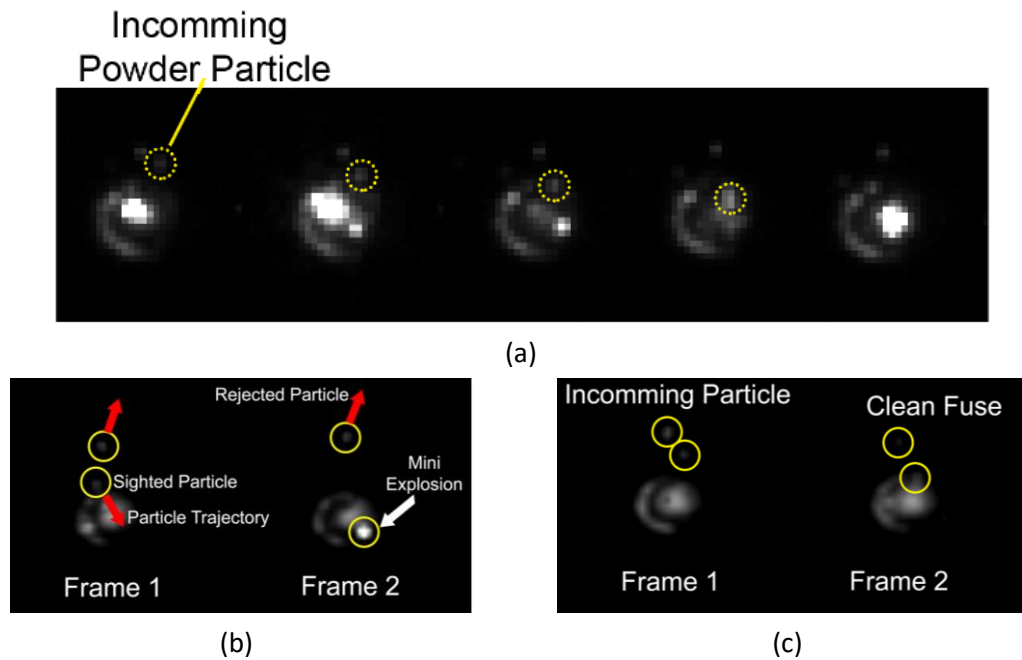 Incomming
Powder Particle
(a)
Rejected Particle
Mini
Explosion
Sighted Particle
Particle Trajectory
Frame 1
Frame 2
(b)
Incomming Particle
Clean Fuse
Frame 1
Frame 2
(c)